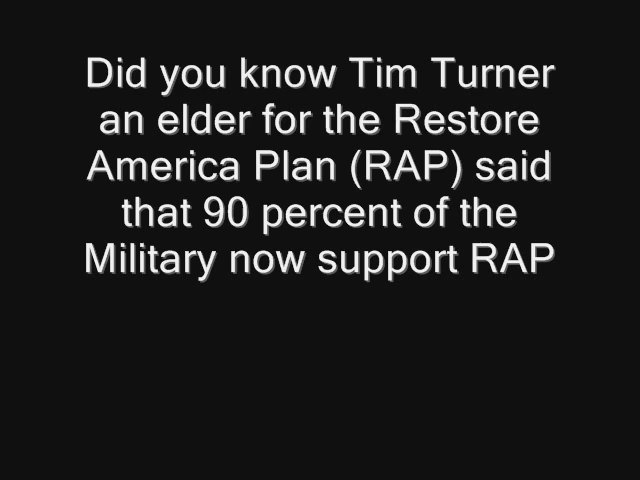 Did you know Tim Turner
an elder for the Restore
America Plan (RAP) said
that 90 percent of the
Military now support RAP